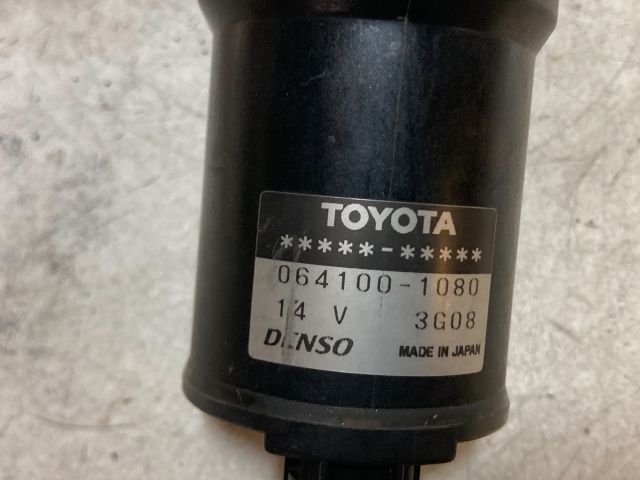 TOYOTA
*****-*****
064100-1080
14 V 3G08
DENSO MADE IN JAPAN